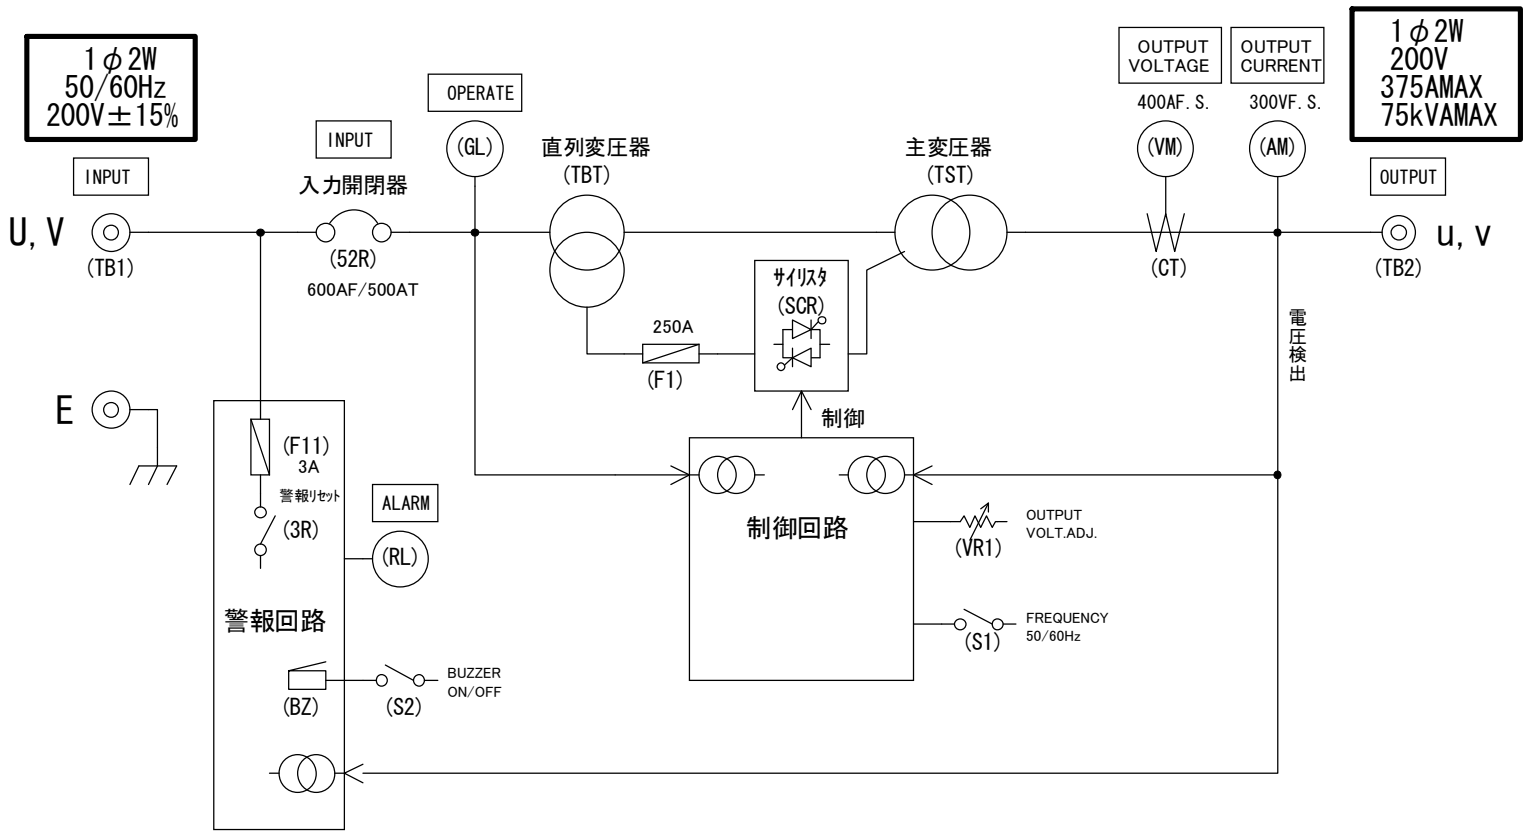 1φ2W
50/60Hz
200V±15%
INPUT
U, V
(TB1)
INPUT
入力開閉器
(52R)
600AF/500AT
OPERATE
(GL)
直列変圧器
(TBT)
主変圧器
(TST)
OUTPUT
VOLTAGE
400AF.S.
(VM)
OUTPUT
CURRENT
300VF.S.
(AM)
1φ2W
200V
375AMAX
75kVAMAX
OUTPUT
u, v
(TB2)
(CT)
サイリスタ
(SCR)
250A
(F1)
電圧検出
制御
E
(F11)
3A
警報リセット
(3R)
ALARM
(RL)
制御回路
OUTPUT
VOLT.ADJ.
(VR1)
FREQUENCY
50/60Hz
(S1)
警報回路
(BZ)
(S2)
BUZZER
ON/OFF